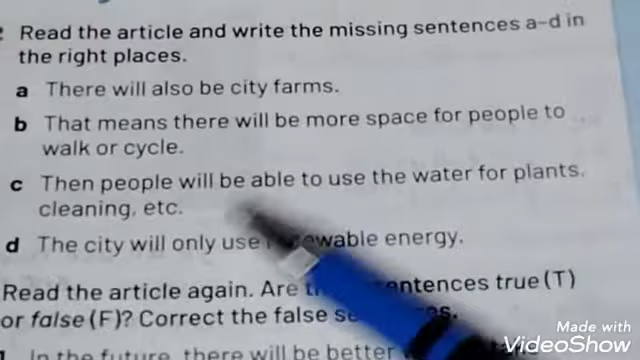 Read the article and write the missing sentences a-d in
the right places.
a There will also be city farms.
b That means there will be more space for people to
walk or cycle.
c Then people will be able to use the water for plants,
cleaning, etc.
d The city will only use energy.
Read the article again. Are sentences true (T)
or false (F)? Correct the false
In the future, there will be better
Made with
VideoShow